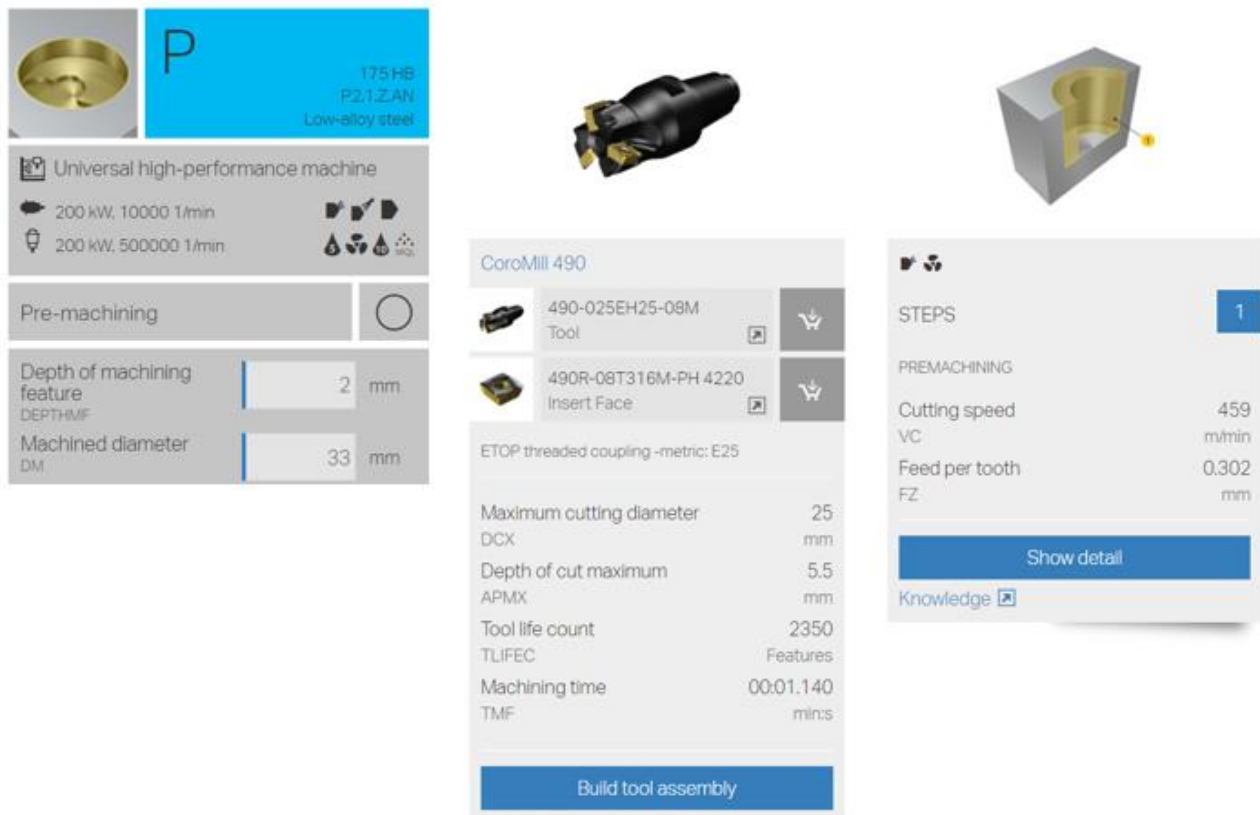 P
175 HB
P2.1.Z.AN
Low-alloy steel
Universal high-performance machine
200 kW, 10000 1/min
200 kW, 500000 1/min
Pre-machining
Depth of machining
feature
DEPTHMF
2 mm
Machined diameter
DM
33 mm
CoroMill 490
490-025EH25-08M
Tool
490R-08T316M-PH 4220
Insert Face
ETOP threaded coupling -metric: E25
Maximum cutting diameter 25
DCX mm
Depth of cut maximum 5.5
APMX mm
Tool life count 2350
TLIFEC Features
Machining time 00:01.140
TMF min:s
Build tool assembly
1
STEPS 1
PREMACHINING
Cutting speed 459
VC m/min
Feed per tooth 0.302
FZ mm
Show detail
Knowledge